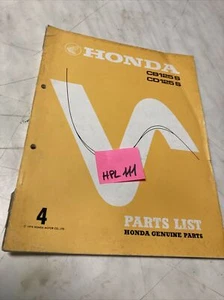 HONDA
CB125S
CD125S
HPL 111
4
PARTS LIST
HONDA GENUINE PARTS